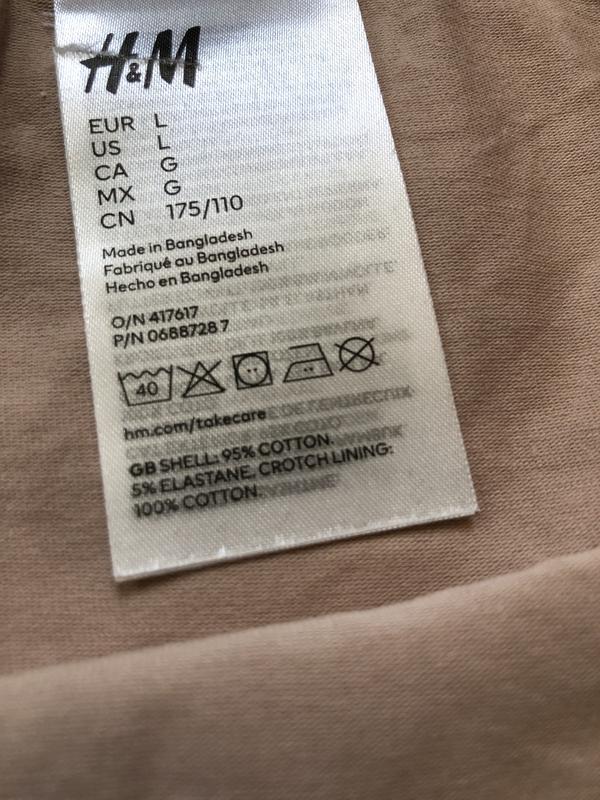 H&M
EUR L
US L
CA G
MX G
CN 175/110
Made in Bangladesh
Fabriqué au Bangladesh
Hecho en Bangladesh
O/N 417617
P/N 0688728 7
40
hm.com/takecare
GB SHELL: 95% COTTON.
5% ELASTANE, CROTCH LINING:
100% COTTON.